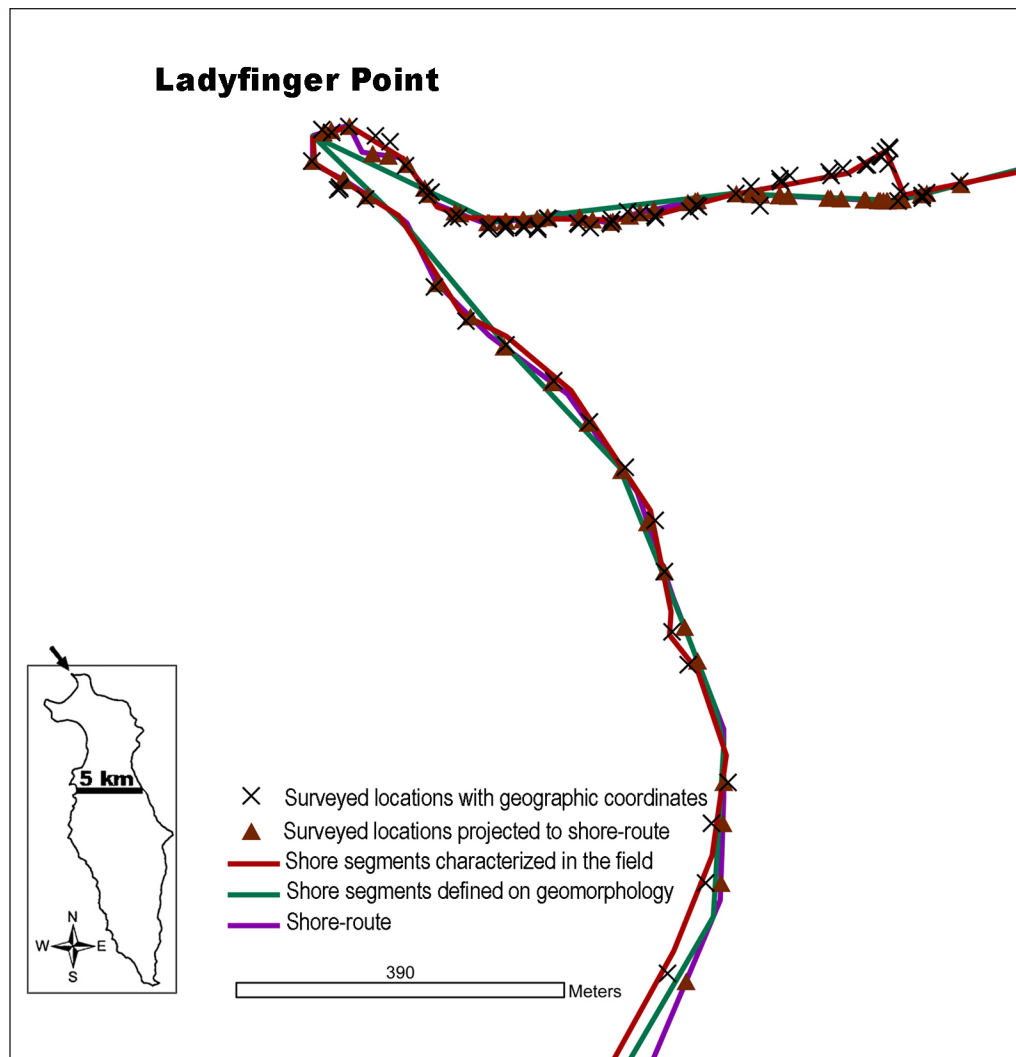 Ladyfinger Point
5 km
N
W E
S
Surveyed locations with geographic coordinates
Surveyed locations projected to shore-route
Shore segments characterized in the field
Shore segments defined on geomorphology
Shore-route
390
Meters